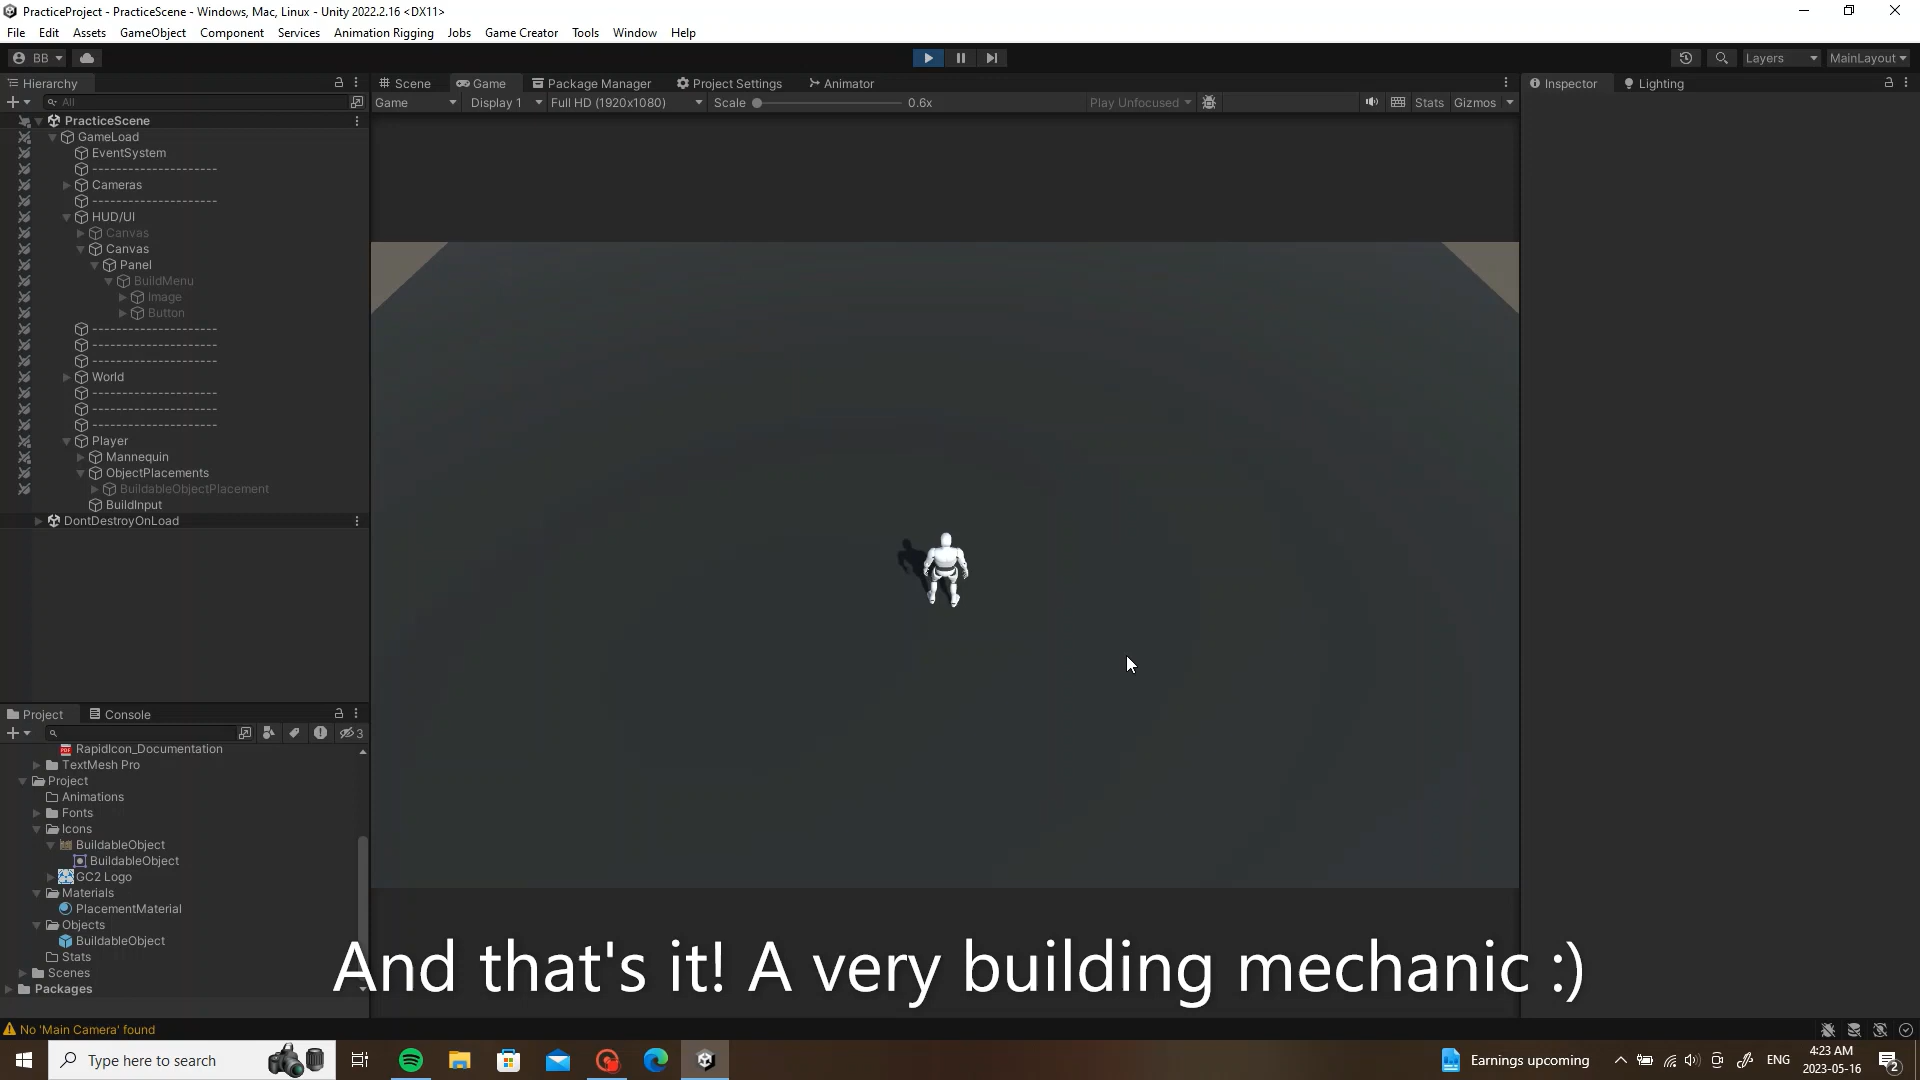 PracticeProject - PracticeScene - Windows, Mac, Linux - Unity 2022.2.16 <DX11>
File Edit Assets GameObject Component Services Animation Rigging Jobs Game Creator Tools Window Help
BB Layers MainLayout
Hierarchy Scene Game Package Manager Project Settings Animator Inspector Lighting
All Game Display 1 Full HD (1920x1080) Scale 0.6x Play Unfocused Stats Gizmos
PracticeScene
GameLoad
EventSystem
----------------------
Cameras
----------------------
HUD/UI
Canvas
Canvas
Panel
BuildMenu
Image
Button
----------------------
----------------------
----------------------
World
----------------------
----------------------
----------------------
Player
Mannequin
ObjectPlacements
BuildableObjectPlacement
BuildInput
DontDestroyOnLoad
Project Console
3
RapidIcon_Documentation
TextMesh Pro
Project
Animations
Fonts
Icons
BuildableObject
BuildableObject
GC2 Logo
Materials
PlacementMaterial
Objects
BuildableObject
Stats
Scenes
Packages
And that's it! A very building mechanic :)
No 'Main Camera' found
Type here to search Earnings upcoming ENG 4:23 AM
2023-05-16 2